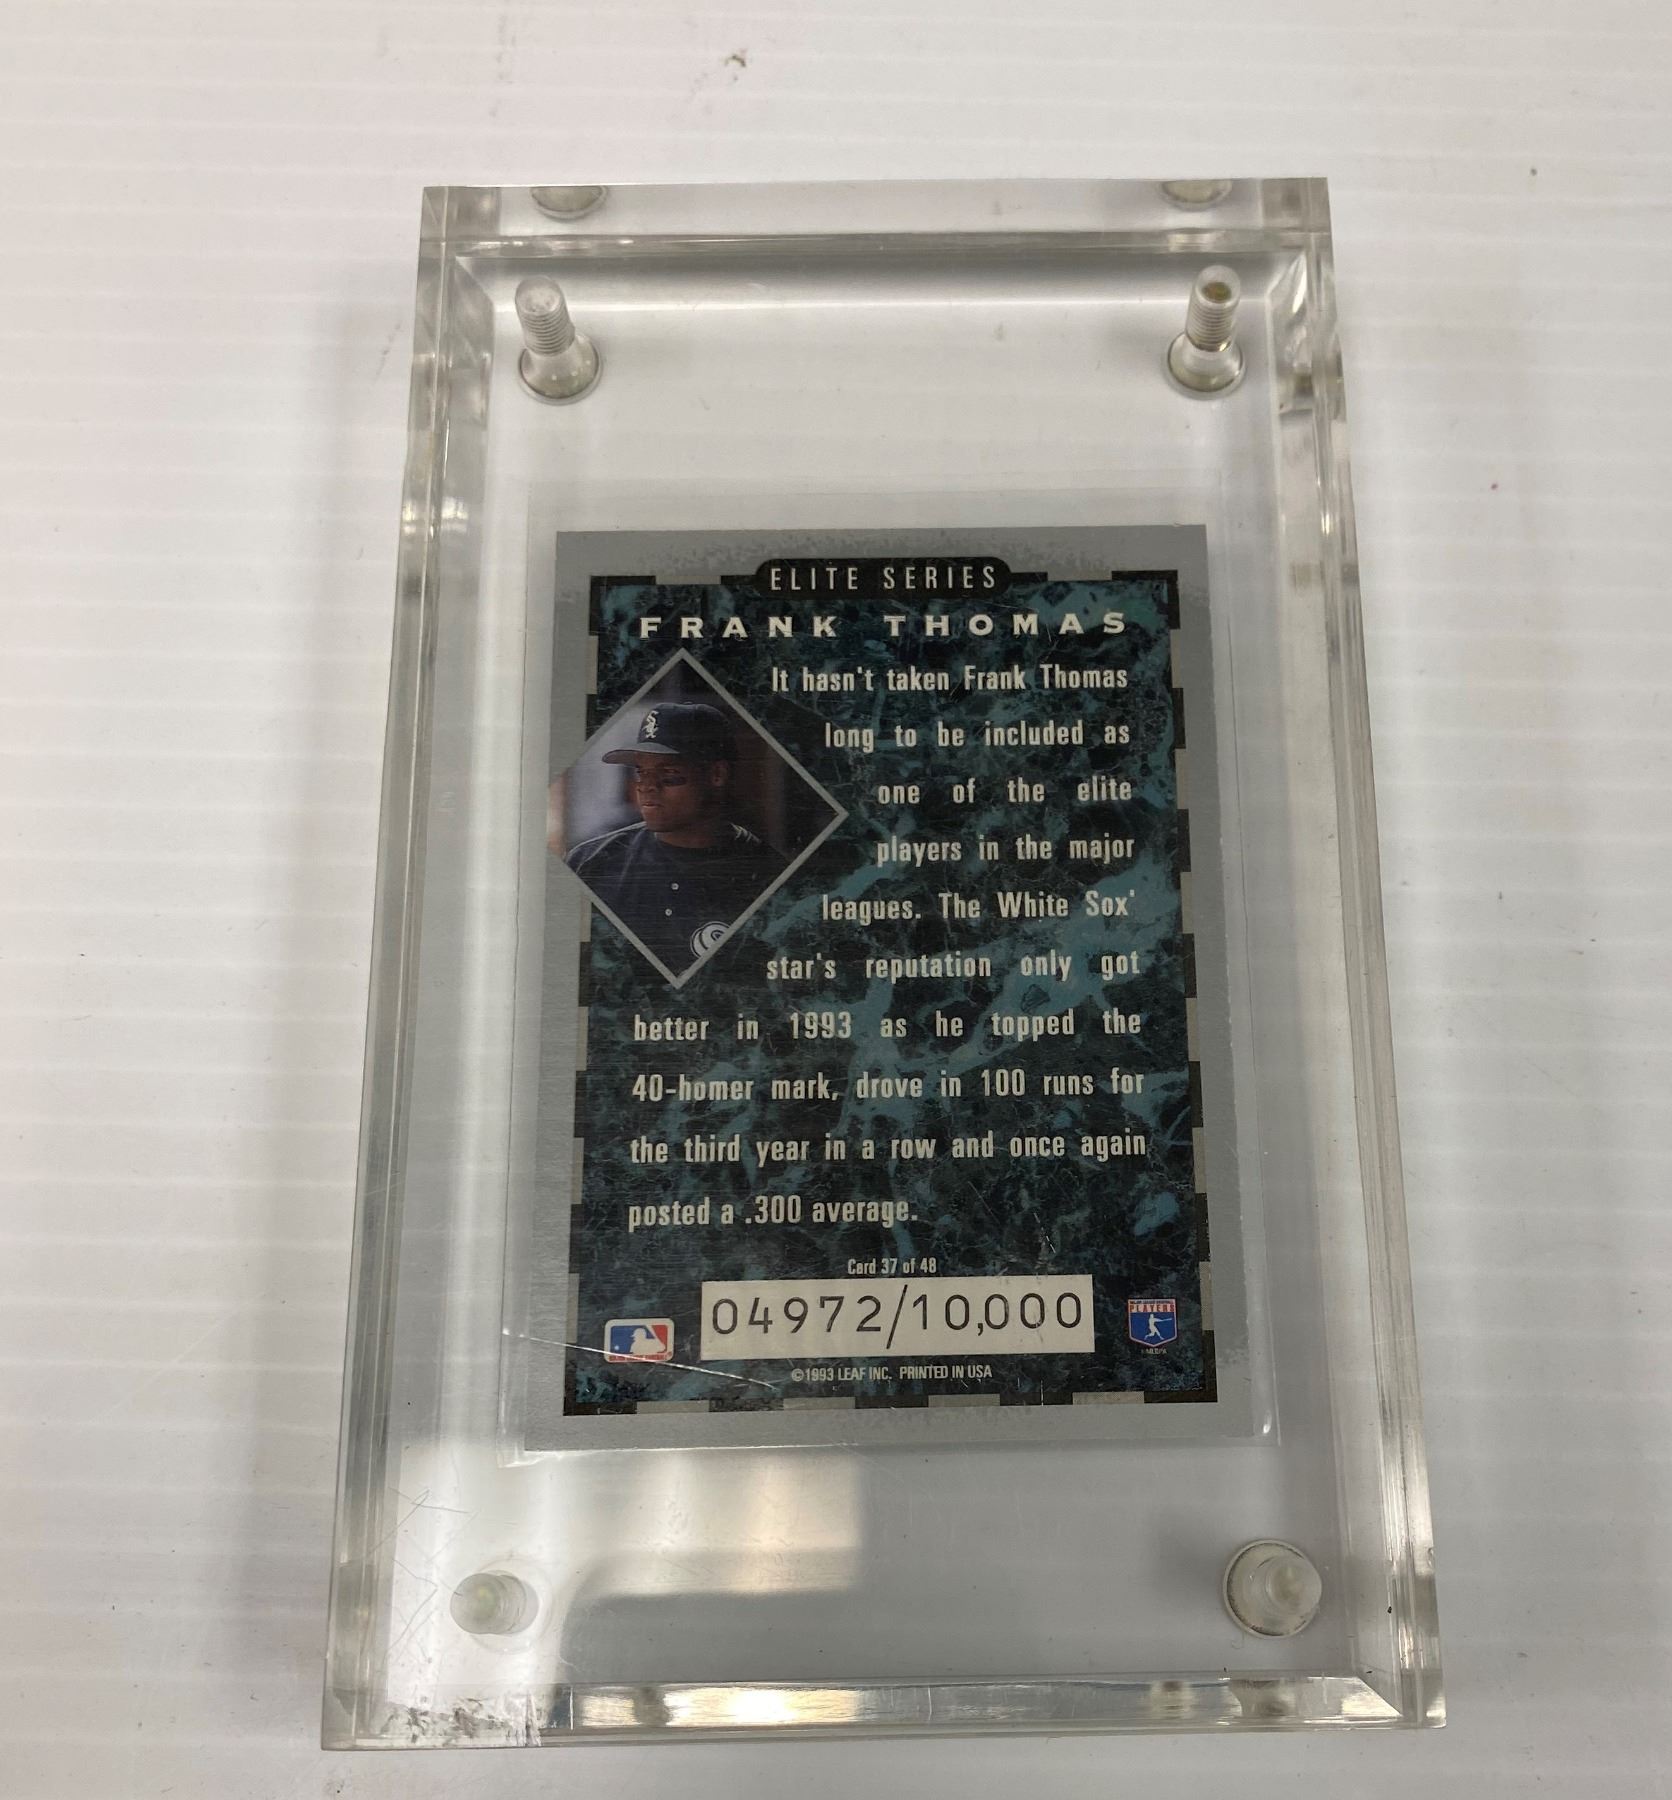 ELITE SERIES
FRANK THOMAS
It hasn't taken Frank Thomas
long to be included as
one of the elite
players in the major
leagues. The White Sox'
star's reputation only got
better in 1993 as he topped the
40-homer mark, drove in 100 runs for
the third year in a row and once again
posted a .300 average.
Card 37 of 48
04972/10,000
PLAYERS
©1993 LEAF INC. PRINTED IN USA